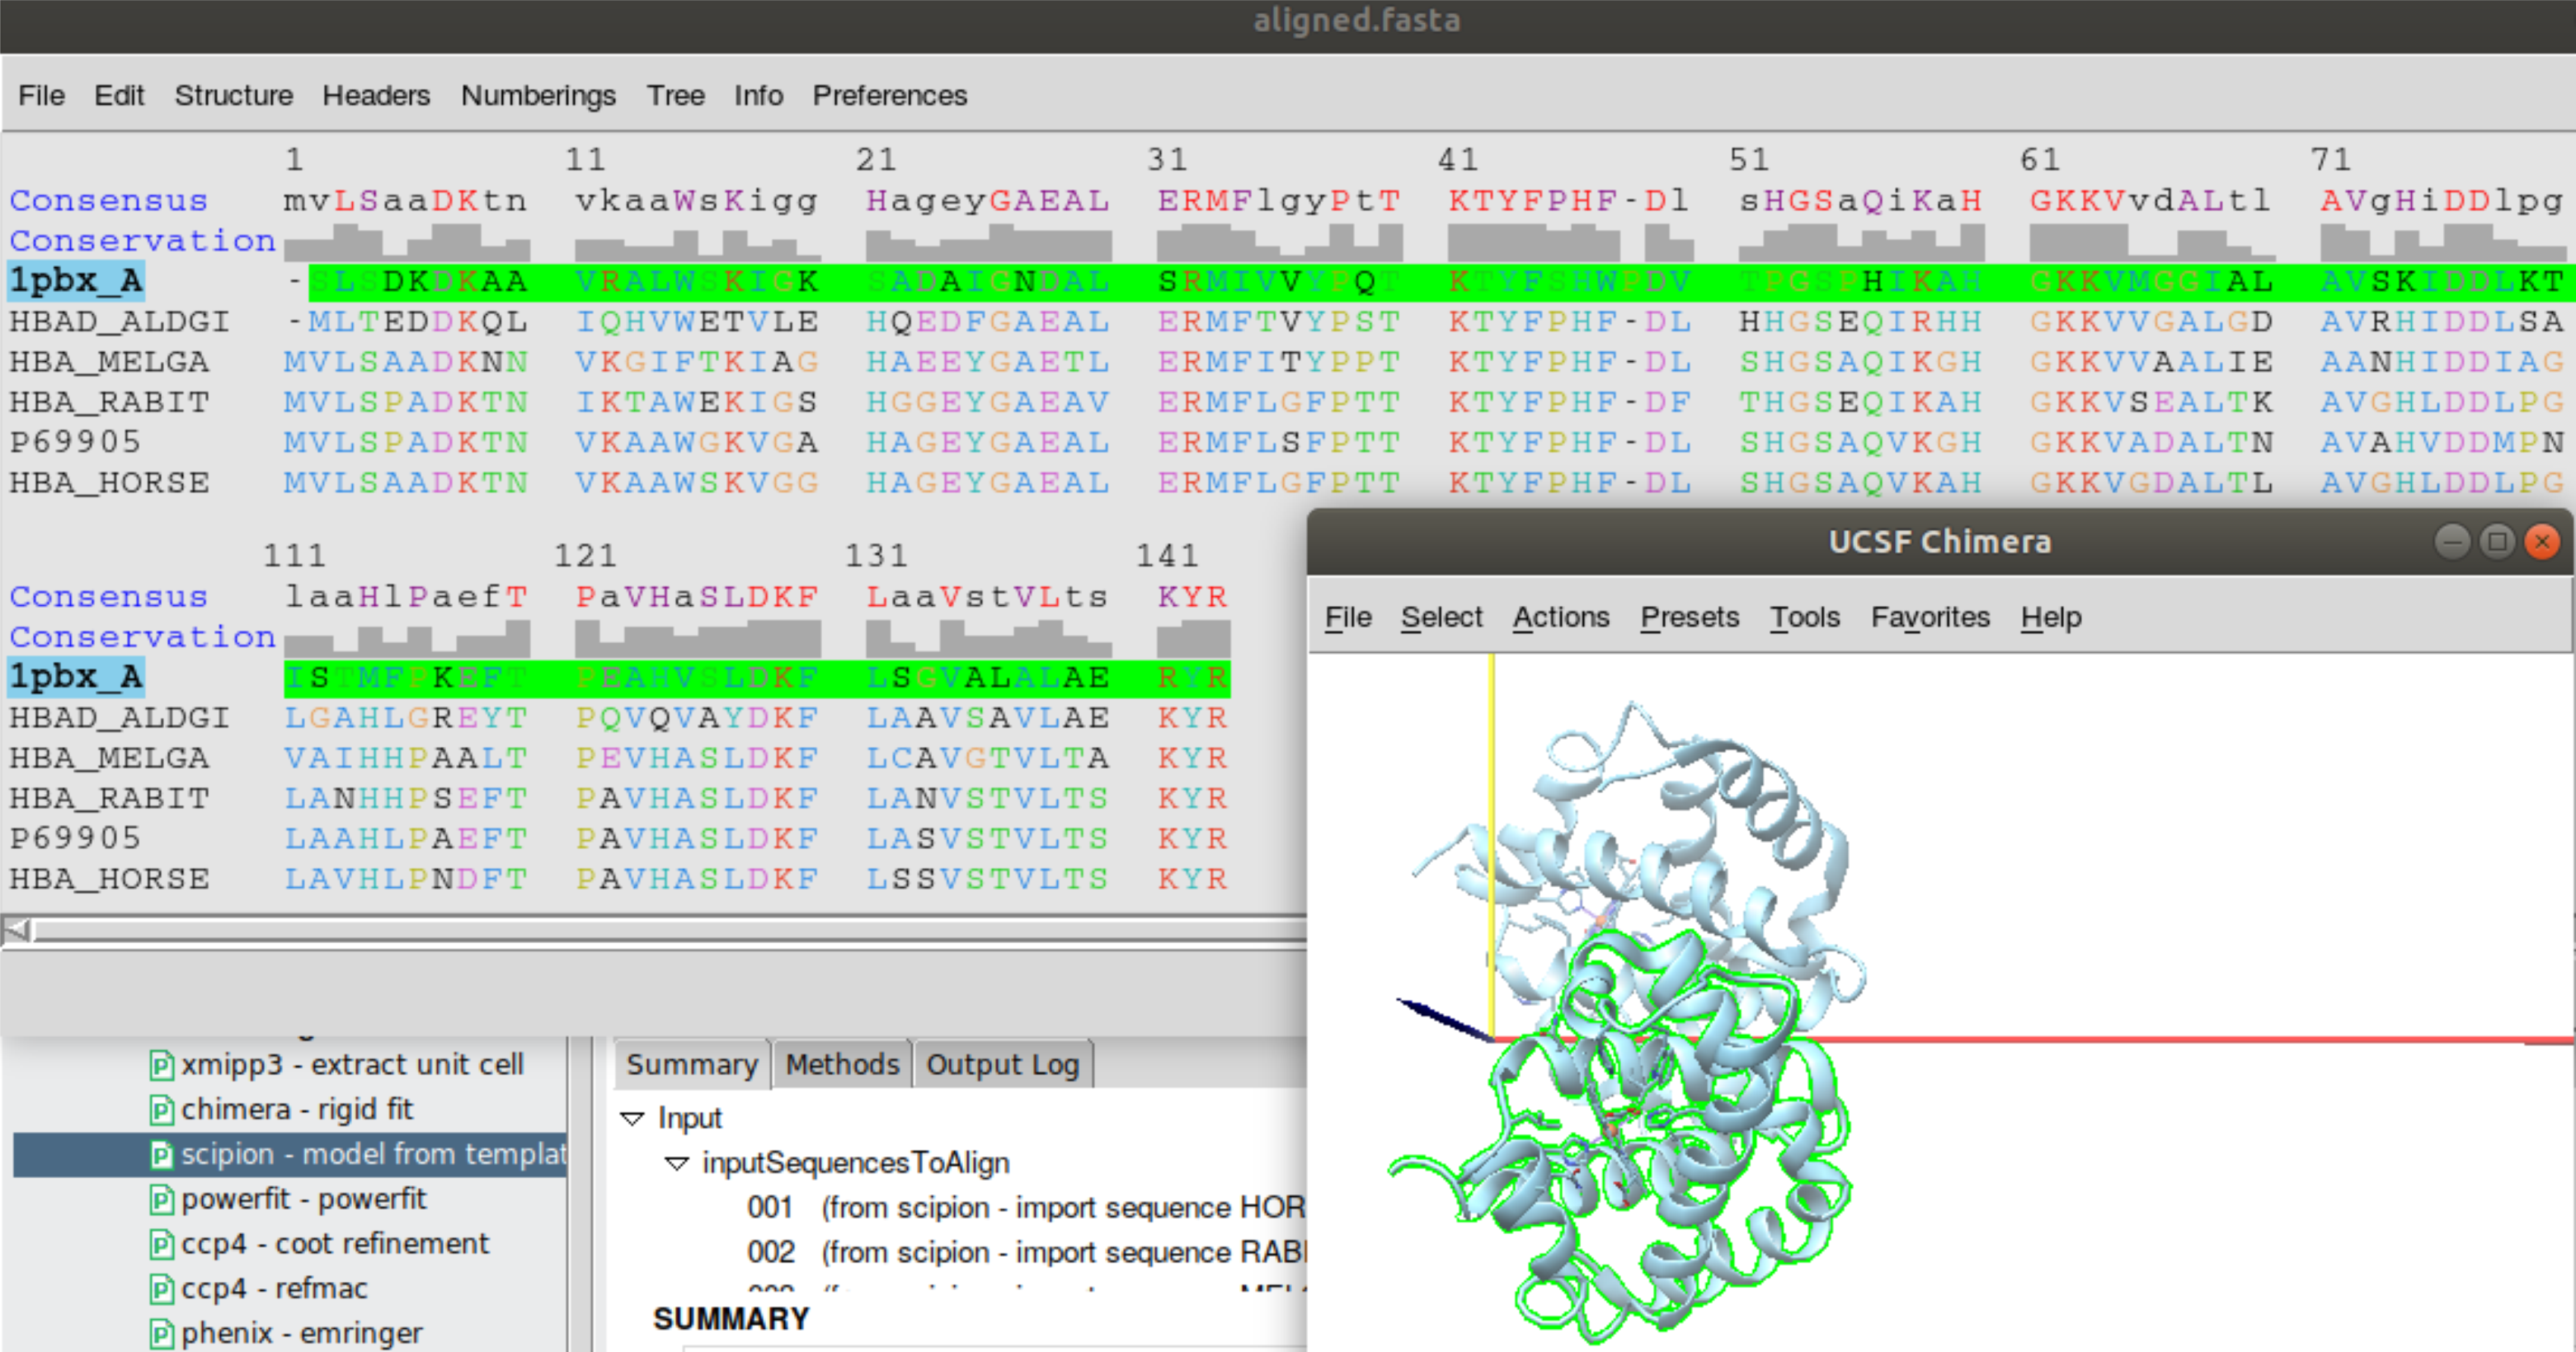 aligned.fasta
File Edit Structure Headers Numberings Tree Info Preferences
1 11 21 31 41 51 61 71
Consensus mvLSaaDKtn vkaaWsKigg HageyGAEAL ERMFlgyPtT KTYFPHF-Dl sHGSaQiKaH GKKVvdALtl AVgHiDDlpg
Conservation
1pbx_A -SLSDKDKAA VRALWSKIGK SADAIGNDAL SRMIVVYPQT KTYFSHWPDV TPGSPHIKAH GKKVMGGIAL AVSKIDDLKT
HBAD_ALDGI -MLTEDDKQL IQHVWETVLE HQEDFGAEAL ERMFTVYPST KTYFPHF-DL HHGSEQIRHH GKKVVGALGD AVRHIDDLSA
HBA_MELGA MVLSAADKNN VKGIFTKIAG HAEEYGAETL ERMFITYPPT KTYFPHF-DL SHGSAQIKGH GKKVVAALIE AANHIDDIAG
HBA_RABIT MVLSPADKTN IKTAWEKIGS HGGEYGAEAV ERMFLGFPTT KTYFPHF-DF THGSEQIKAH GKKVSEALTK AVGHLDDLPG
P69905 MVLSPADKTN VKAAWGKVGA HAGEYGAEAL ERMFLSFPTT KTYFPHF-DL SHGSAQVKGH GKKVADALTN AVAHVDDMPN
HBA_HORSE MVLSAADKTN VKAAWSKVGG HAGEYGAEAL ERMFLGFPTT KTYFPHF-DL SHGSAQVKAH GKKVGDALTL AVGHLDDLPG
111 121 131 141
Consensus laaHlPaefT PaVHaSLDKF LaaVstVLts KYR
Conservation
1pbx_A ISTMFPKEFT PEAHVSLDKF LSGVALALAE RYR
HBAD_ALDGI LGAHLGREYT PQVQVAYDKF LAAVSAVLAE KYR
HBA_MELGA VAIHHPAALT PEVHASLDKF LCAVGTVLTA KYR
HBA_RABIT LANHHPSEFT PAVHASLDKF LANVSTVLTS KYR
P69905 LAAHLPAEFT PAVHASLDKF LASVSTVLTS KYR
HBA_HORSE LAVHLPNDFT PAVHASLDKF LSSVSTVLTS KYR
UCSF Chimera
File Select Actions Presets Tools Favorites Help
xmipp3 - extract unit cell
chimera - rigid fit
scipion - model from templat
powerfit - powerfit
ccp4 - coot refinement
ccp4 - refmac
phenix - emringer
Summary Methods Output Log
Input
inputSequencesToAlign
001 (from scipion - import sequence HOR
002 (from scipion - import sequence RABI
SUMMARY